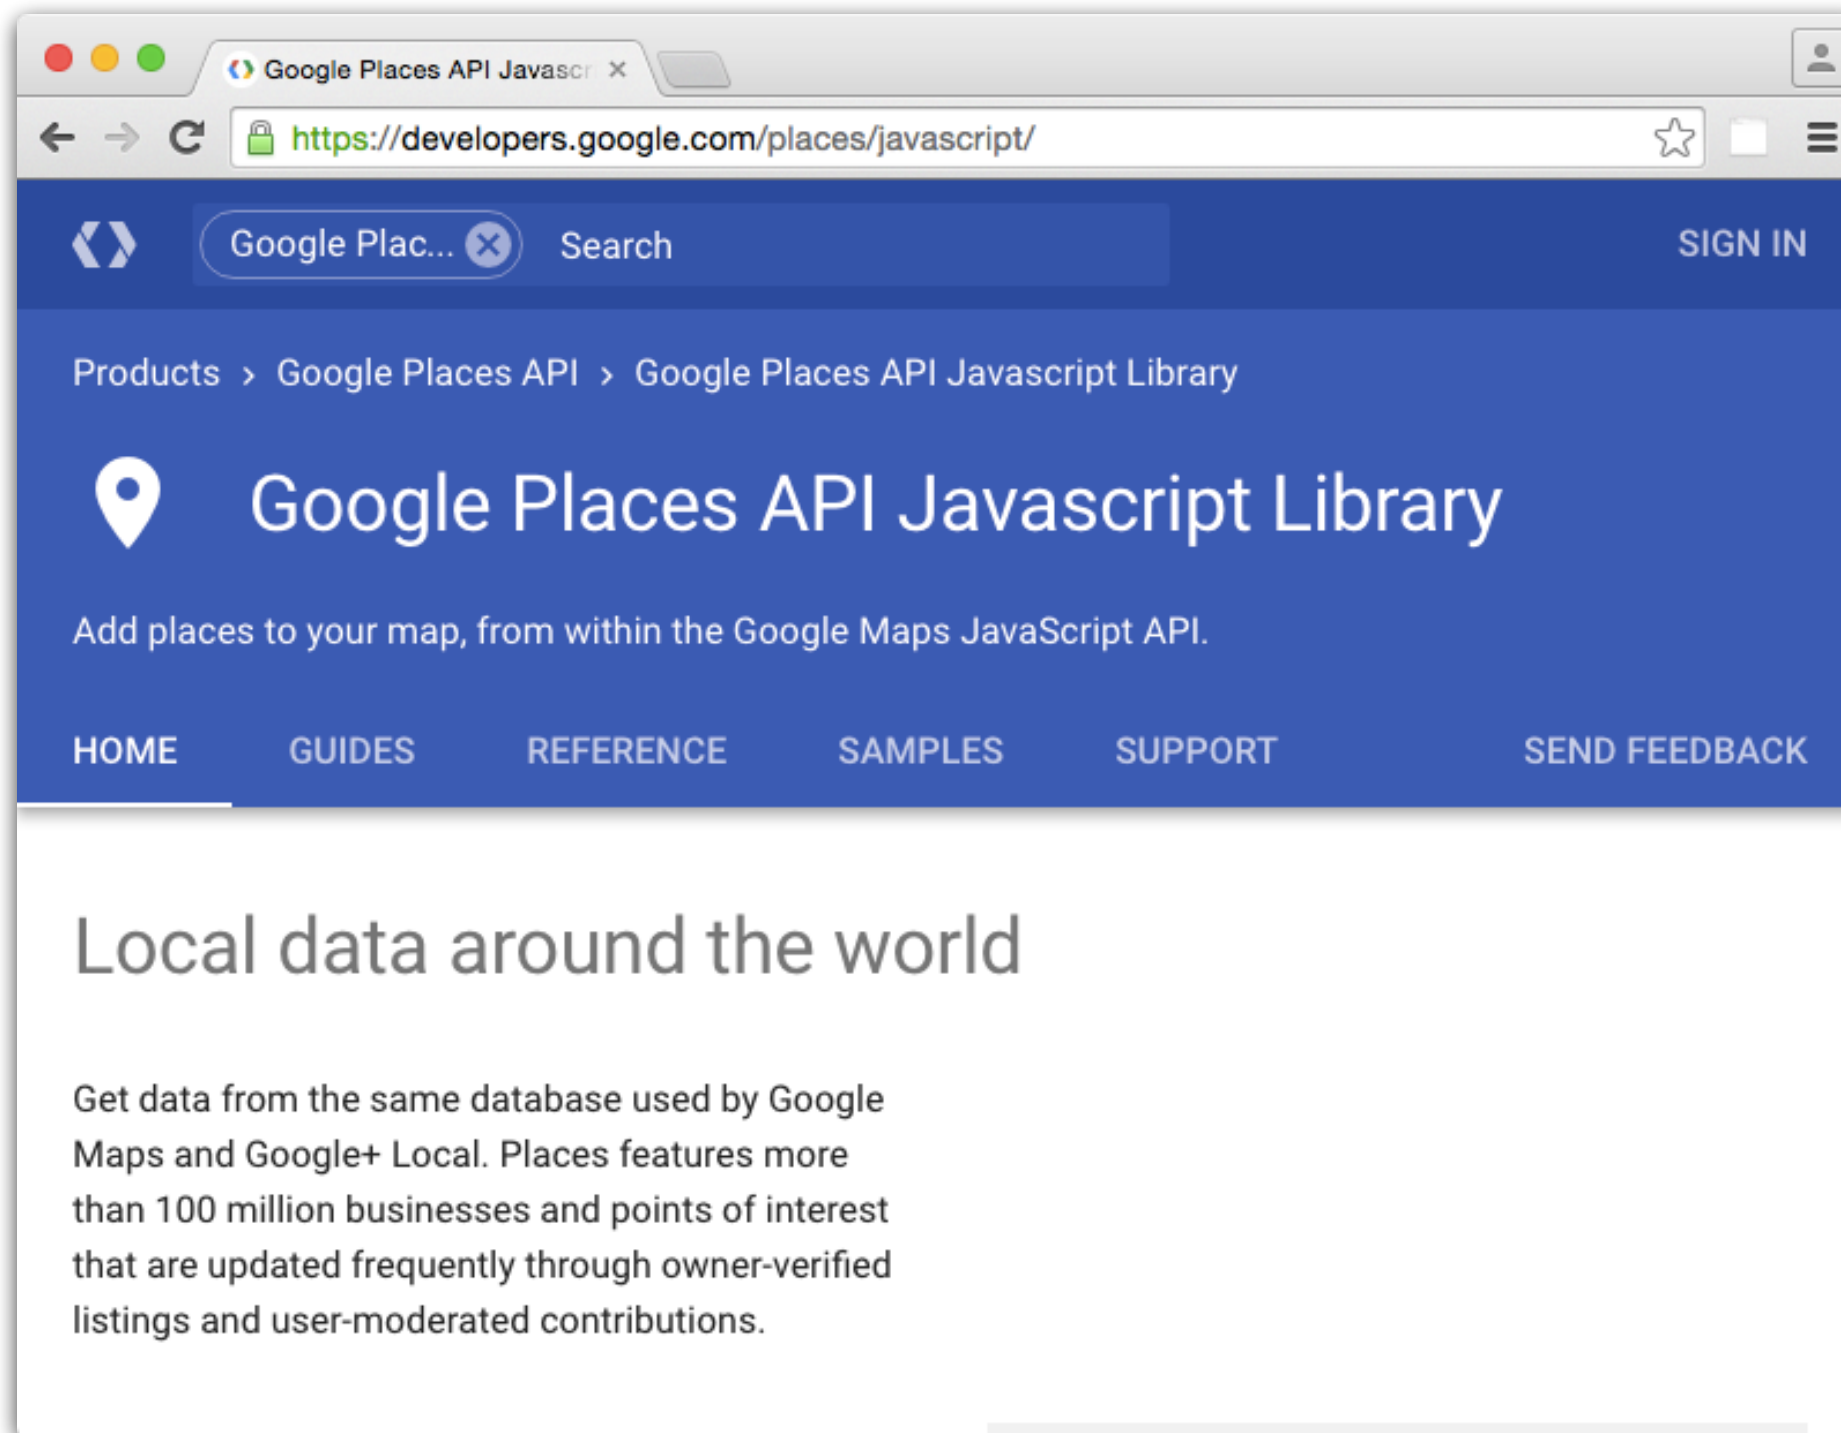 Google Places API Javascr
https://developers.google.com/places/javascript/
Google Plac... Search SIGN IN
Products > Google Places API > Google Places API Javascript Library
Google Places API Javascript Library
Add places to your map, from within the Google Maps JavaScript API.
HOME GUIDES REFERENCE SAMPLES SUPPORT SEND FEEDBACK
Local data around the world
Get data from the same database used by Google
Maps and Google+ Local. Places features more
than 100 million businesses and points of interest
that are updated frequently through owner-verified
listings and user-moderated contributions.